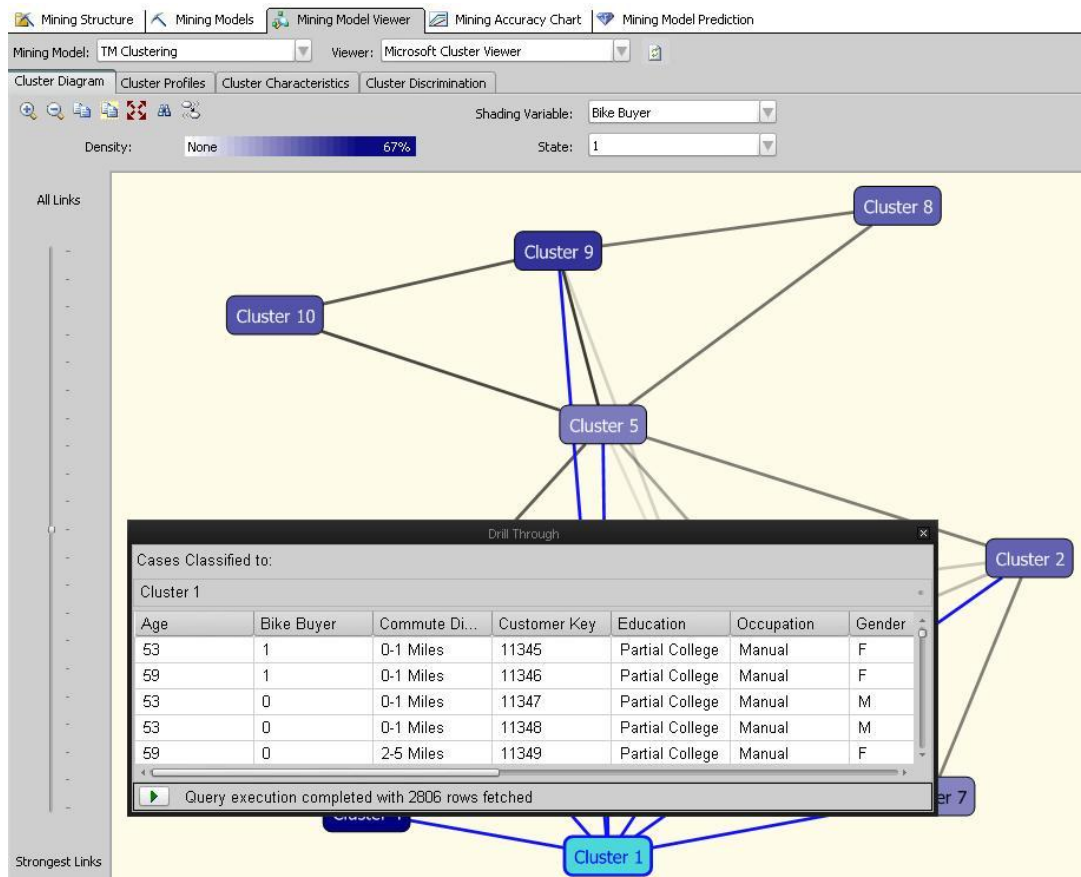 Mining Structure Mining Models Mining Model Viewer Mining Accuracy Chart Mining Model Prediction
Mining Model: TM Clustering Viewer: Microsoft Cluster Viewer
Cluster Diagram Cluster Profiles Cluster Characteristics Cluster Discrimination
Shading Variable: Bike Buyer
Density: None 67% State: 1
All Links
Cluster 8
Cluster 9
Cluster 10
Cluster 5
Cluster 2
Drill Through
Cases Classified to:
Cluster 1
Age Bike Buyer Commute Di... Customer Key Education Occupation Gender
53 1 0-1 Miles 11345 Partial College Manual F
59 1 0-1 Miles 11346 Partial College Manual F
53 0 0-1 Miles 11347 Partial College Manual M
53 0 0-1 Miles 11348 Partial College Manual M
59 0 2-5 Miles 11349 Partial College Manual F
Query execution completed with 2806 rows fetched
er 7
Cluster 1
Strongest Links